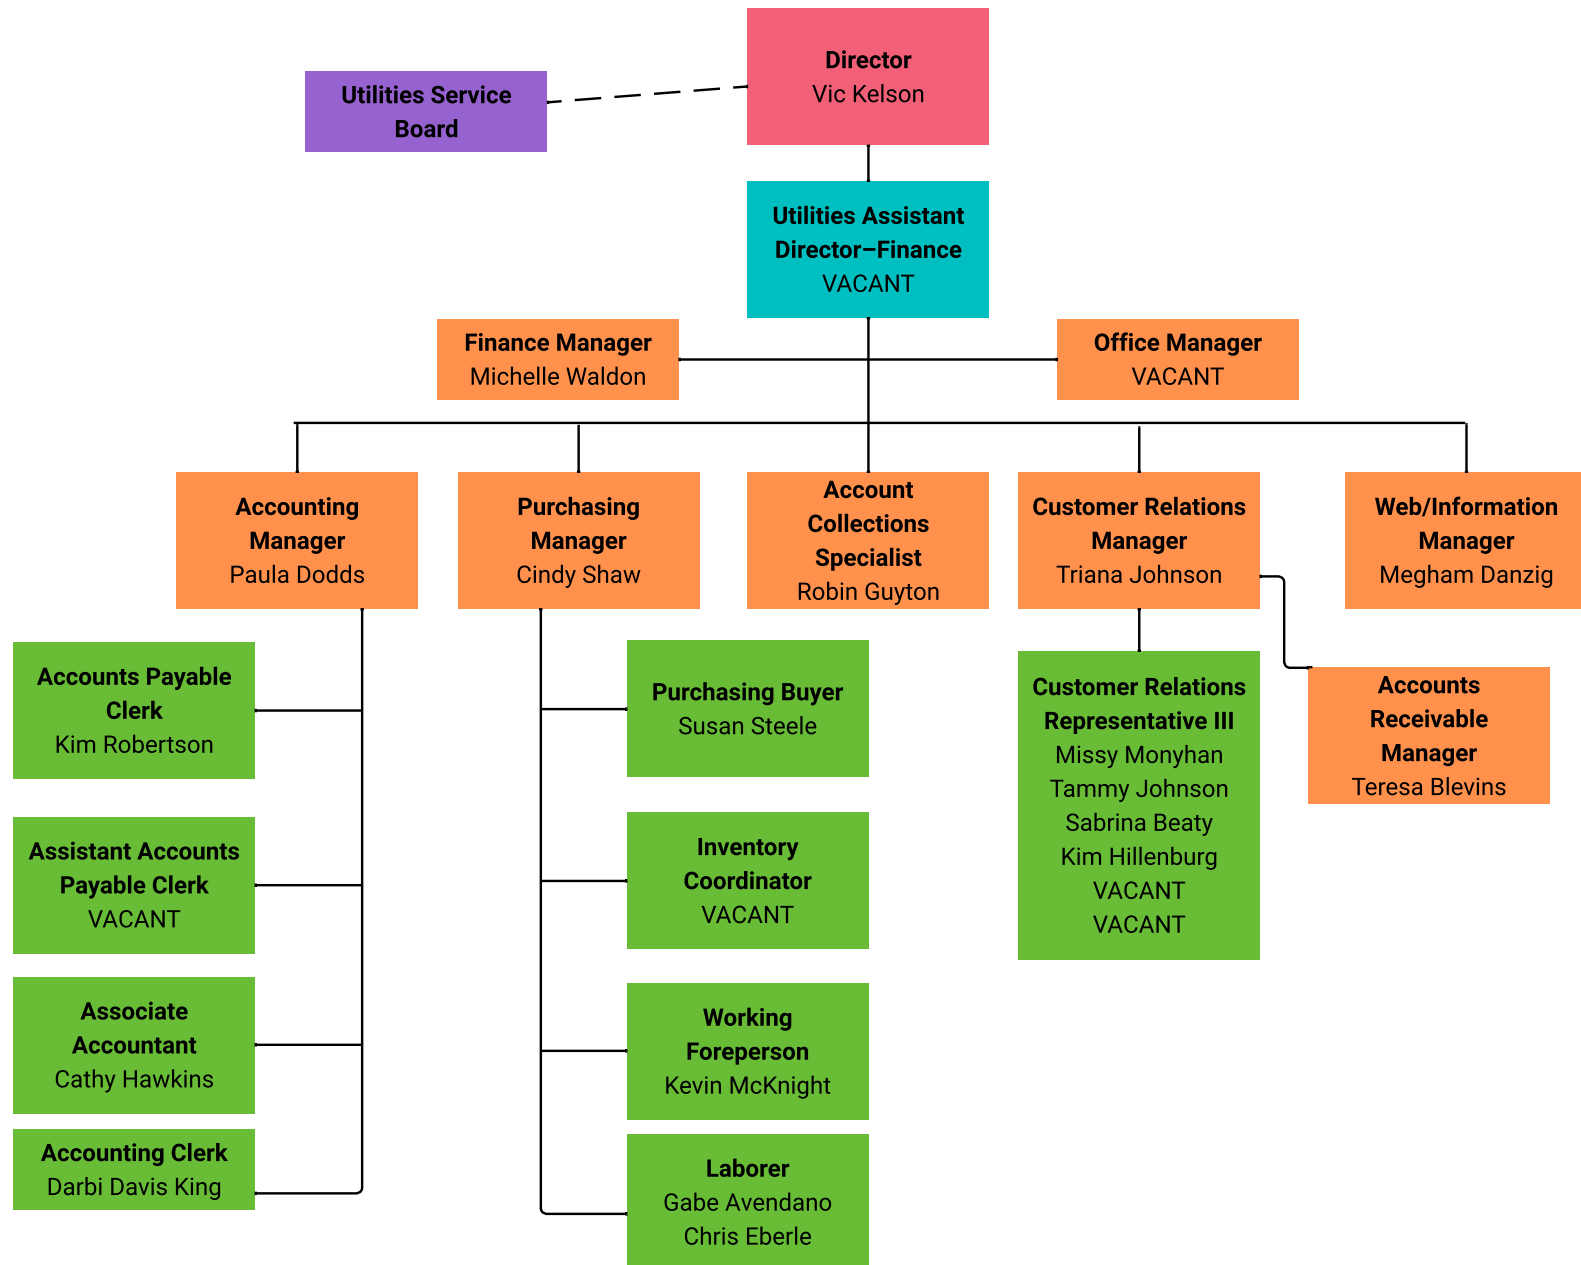 Director
Vic Kelson
Utilities Service
Board
Utilities Assistant
Director–Finance
VACANT
Finance Manager
Michelle Waldon
Office Manager
VACANT
Accounting
Manager
Paula Dodds
Purchasing
Manager
Cindy Shaw
Account
Collections
Specialist
Robin Guyton
Customer Relations
Manager
Triana Johnson
Web/Information
Manager
Megham Danzig
Accounts Payable
Clerk
Kim Robertson
Assistant Accounts
Payable Clerk
VACANT
Associate
Accountant
Cathy Hawkins
Accounting Clerk
Darbi Davis King
Purchasing Buyer
Susan Steele
Inventory
Coordinator
VACANT
Working
Foreperson
Kevin McKnight
Laborer
Gabe Avendano
Chris Eberle
Customer Relations
Representative III
Missy Monyhan
Tammy Johnson
Sabrina Beaty
Kim Hillenburg
VACANT
VACANT
Accounts
Receivable
Manager
Teresa Blevins